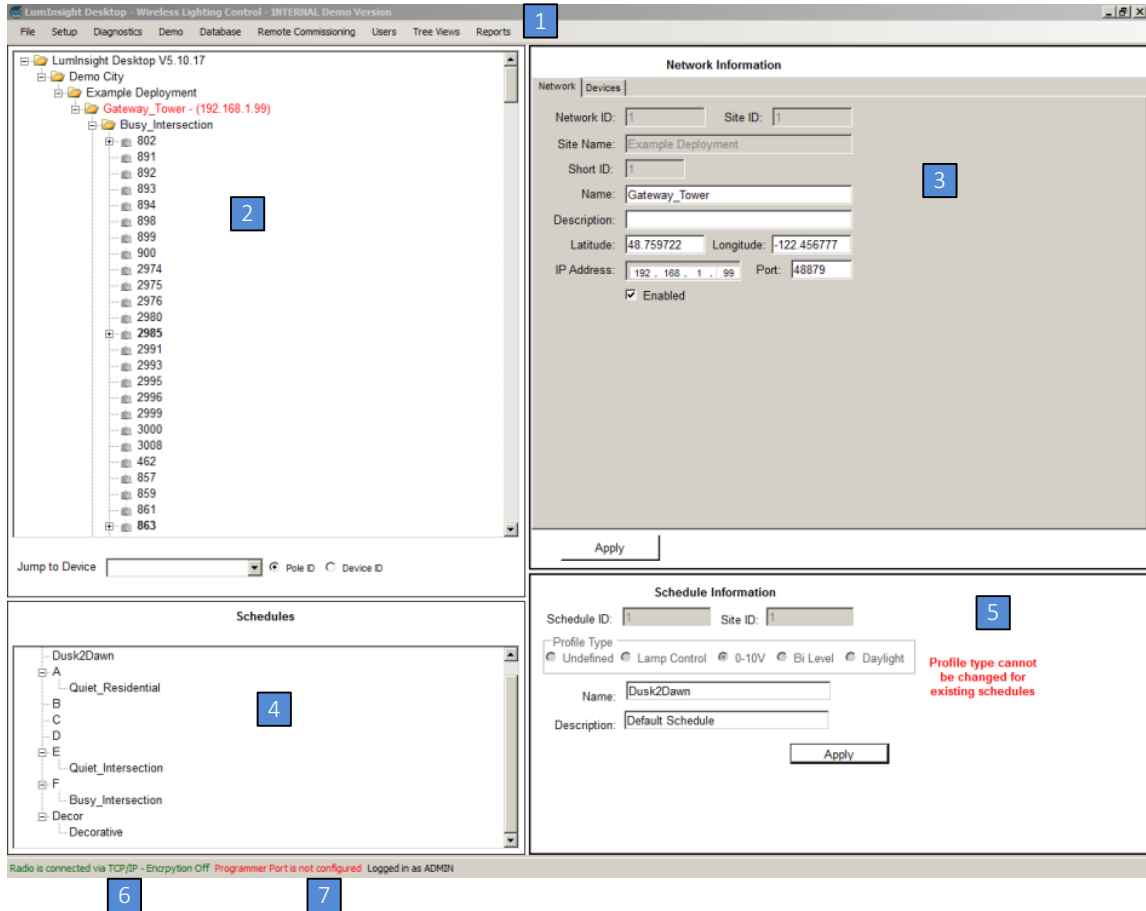 LumInsight Desktop - Wireless Lighting Control - INTERNAL Demo Version
1
File Setup Diagnostics Demo Database Remote Commissioning Users Tree Views Reports
LumInsight Desktop V5.10.17
Demo City
Example Deployment
Gateway_Tower - (192.168.1.99)
Busy_Intersection
802
891
892
893
894
898
899
900
2974
2975
2976
2980
2985
2991
2993
2995
2996
2999
3000
3008
462
857
859
861
863
2
Jump to Device Pole ID Device ID
Network Information
Network Devices
Network ID: 1 Site ID: 1
Site Name: Example Deployment
Short ID: 1
Name: Gateway_Tower
Description:
Latitude: 48.759722 Longitude: -122.456777
IP Address: 192 . 168 . 1 . 99 Port: 48879
Enabled
3
Apply
Schedules
Dusk2Dawn
A
Quiet_Residential
B
C
D
E
Quiet_Intersection
F
Busy_Intersection
Decor
Decorative
4
Schedule Information
Schedule ID: 1 Site ID: 1
5
Profile Type
Undefined Lamp Control 0-10V Bi Level Daylight
Profile type cannot
be changed for
existing schedules
Name: Dusk2Dawn
Description: Default Schedule
Apply
Radio is connected via TCP/IP - Encrpytion Off Programmer Port is not configured Logged in as ADMIN
6 7